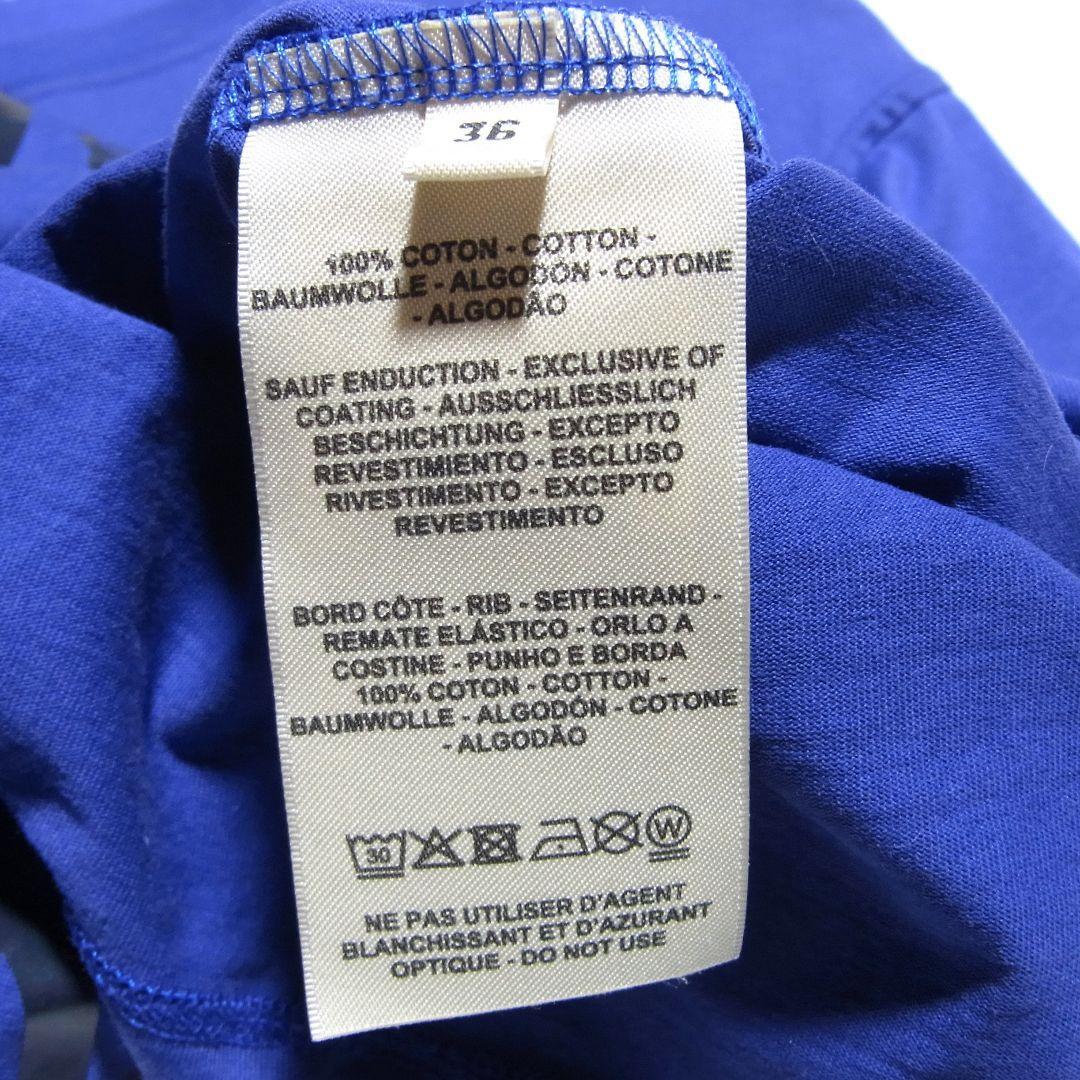 36
100% COTON - COTTON -
BAUMWOLLE - ALGODÓN - COTONE
- ALGODÃO
SAUF ENDUCTION - EXCLUSIVE OF
COATING - AUSSCHLIESSLICH
BESCHICHTUNG - EXCEPTO
REVESTIMIENTO - ESCLUSO
RIVESTIMENTO - EXCEPTO
REVESTIMENTO
BORD CÔTE - RIB - SEITENRAND -
REMATE ELÁSTICO - ORLO A
COSTINE - PUNHO E BORDA
100% COTON - COTTON -
BAUMWOLLE - ALGODÓN - COTONE
- ALGODÃO
30 W
NE PAS UTILISER D'AGENT
BLANCHISSANT ET D'AZURANT
OPTIQUE - DO NOT USE